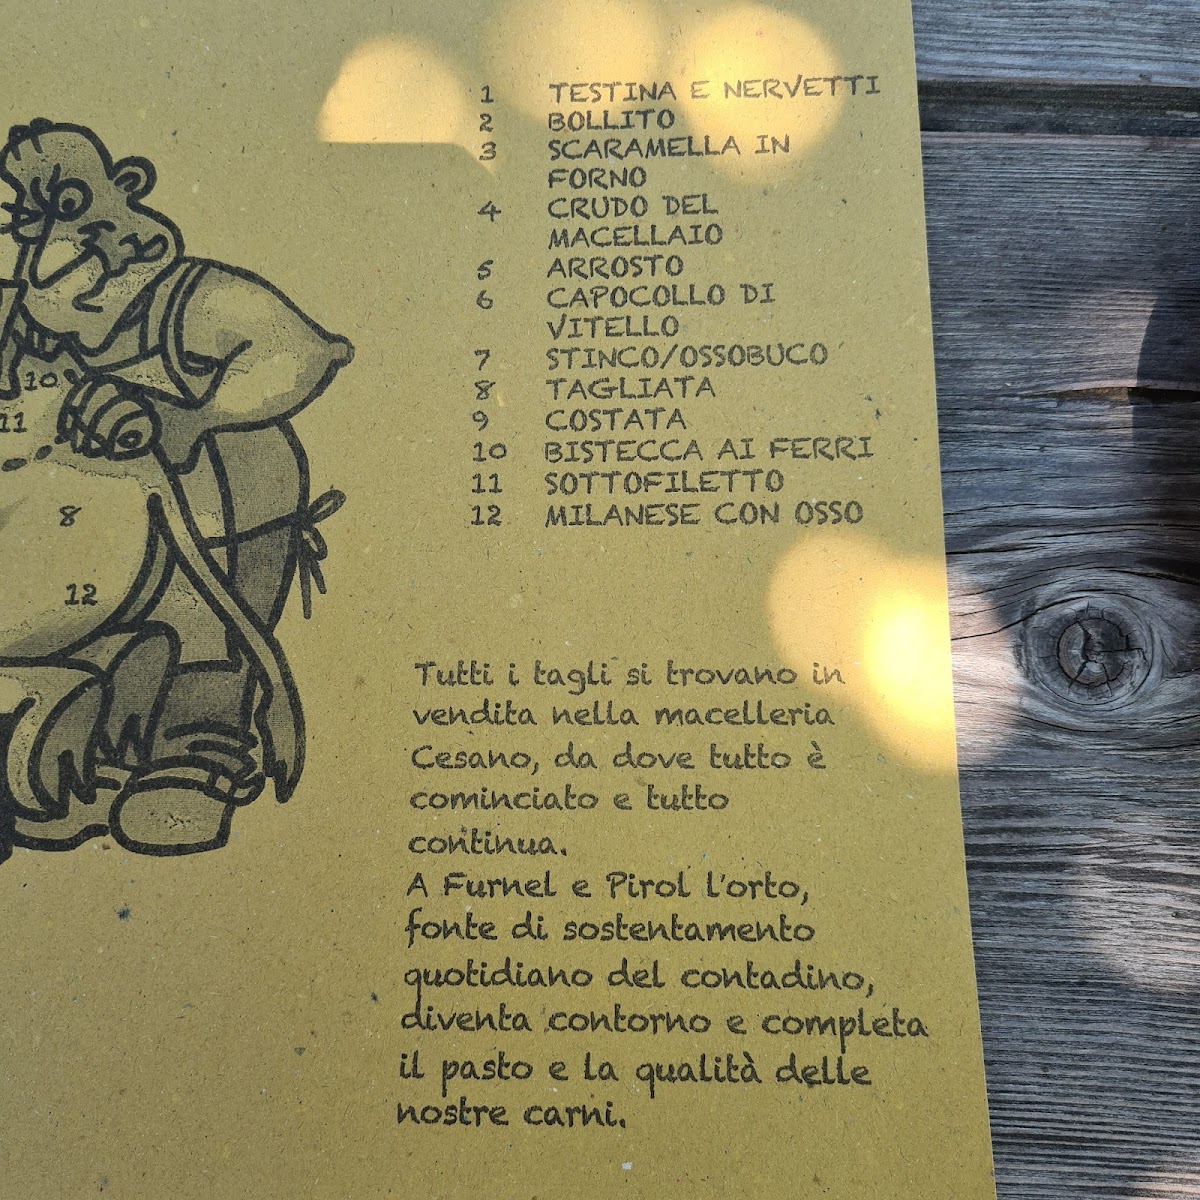 1 TESTINA E NERVETTI
2 BOLLITO
3 SCARAMELLA IN
FORNO
4 CRUDO DEL
MACELLAIO
5 ARROSTO
6 CAPOCOLLO DI
VITELLO
7 STINCO/OSSOBUCO
8 TAGLIATA
9 COSTATA
10 BISTECCA AI FERRI
11 SOTTOFILETTO
12 MILANESE CON OSSO
10
11
8
12
Tutti i tagli si trovano in
vendita nella macelleria
Cesano, da dove tutto è
cominciato e tutto
continua.
A Furnel e Pirol l'orto,
fonte di sostentamento
quotidiano del contadino,
diventa contorno e completa
il pasto e la qualità delle
nostre carni.